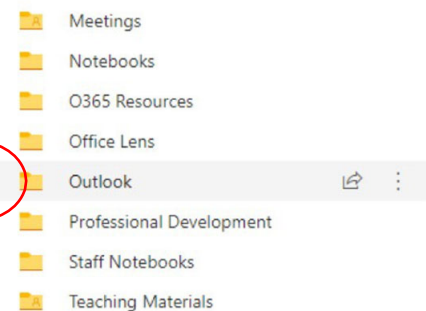 Meetings
Notebooks
O365 Resources
Office Lens
Outlook
Professional Development
Staff Notebooks
Teaching Materials